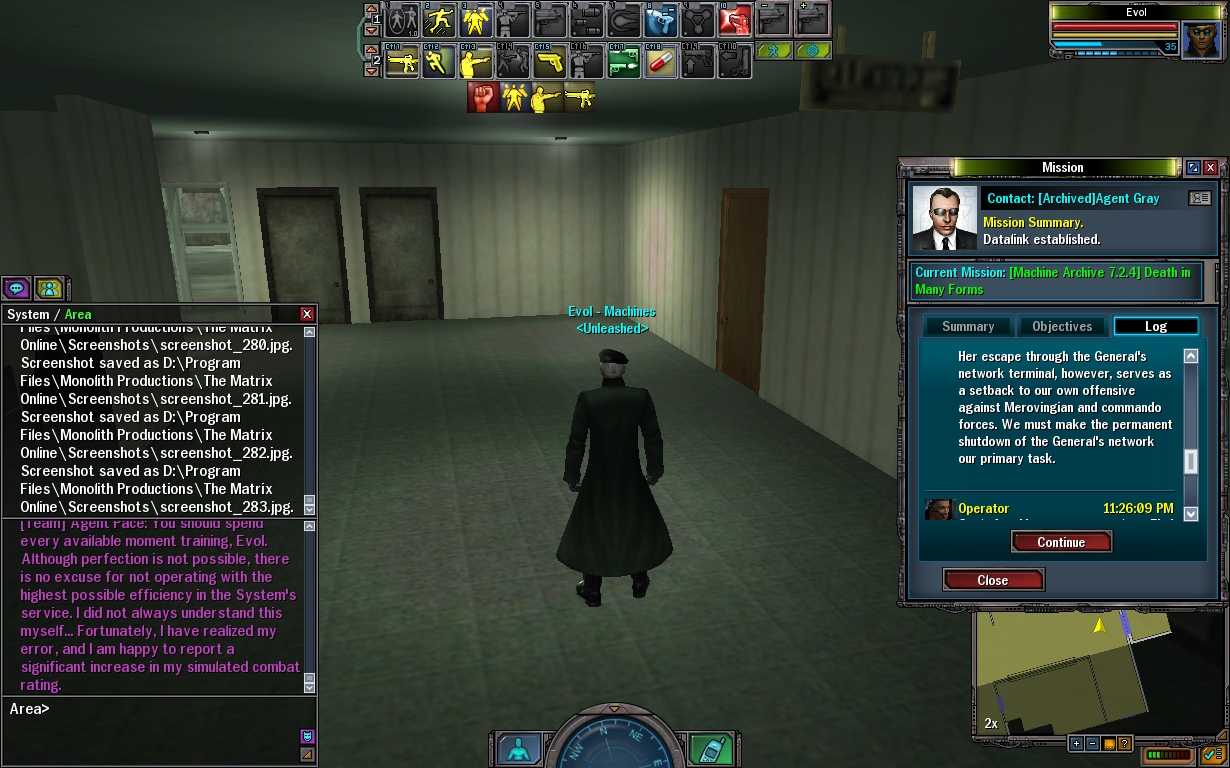 Evol
35
1
2
Ctrl1
Ctrl2
Ctrl3
Mission
Contact: [Archived]Agent Gray
Mission Summary.
Datalink established.
Current Mission: [Machine Archive 7.2.4] Death in
Many Forms
Summary
Objectives
Log
Her escape through the General's
network terminal, however, serves as
a setback to our own offensive
against Merovingian and commando
forces. We must make the permanent
shutdown of the General's network
our primary task.
Operator 11:26:09 PM
Continue
Close
Evol - Machines
<Unleashed>
System / Area
Files\Monolith Productions\The Matrix
Online\Screenshots\screenshot_280.jpg.
Screenshot saved as D:\Program
Files\Monolith Productions\The Matrix
Online\Screenshots\screenshot_281.jpg.
Screenshot saved as D:\Program
Files\Monolith Productions\The Matrix
Online\Screenshots\screenshot_282.jpg.
Screenshot saved as D:\Program
Files\Monolith Productions\The Matrix
Online\Screenshots\screenshot_283.jpg.
[Team] Agent Pace: You should spend
every available moment training, Evol.
Although perfection is not possible, there
is no excuse for not operating with the
highest possible efficiency in the System's
service. I did not always understand this
myself... Fortunately, I have realized my
error, and I am happy to report a
significant increase in my simulated combat
rating.
Area>
NW
N
NE
E
2x